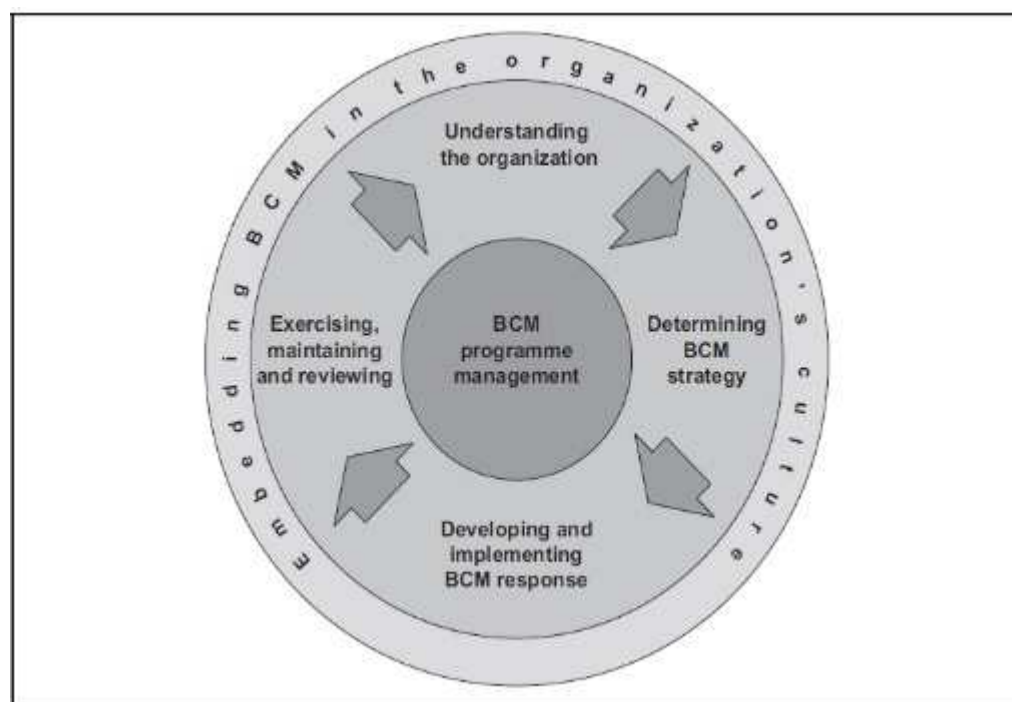 Embedding BCM in the organization's culture
Understanding
the organization
Exercising,
maintaining
and reviewing
BCM
programme
management
Determining
BCM
strategy
Developing and
implementing
BCM response